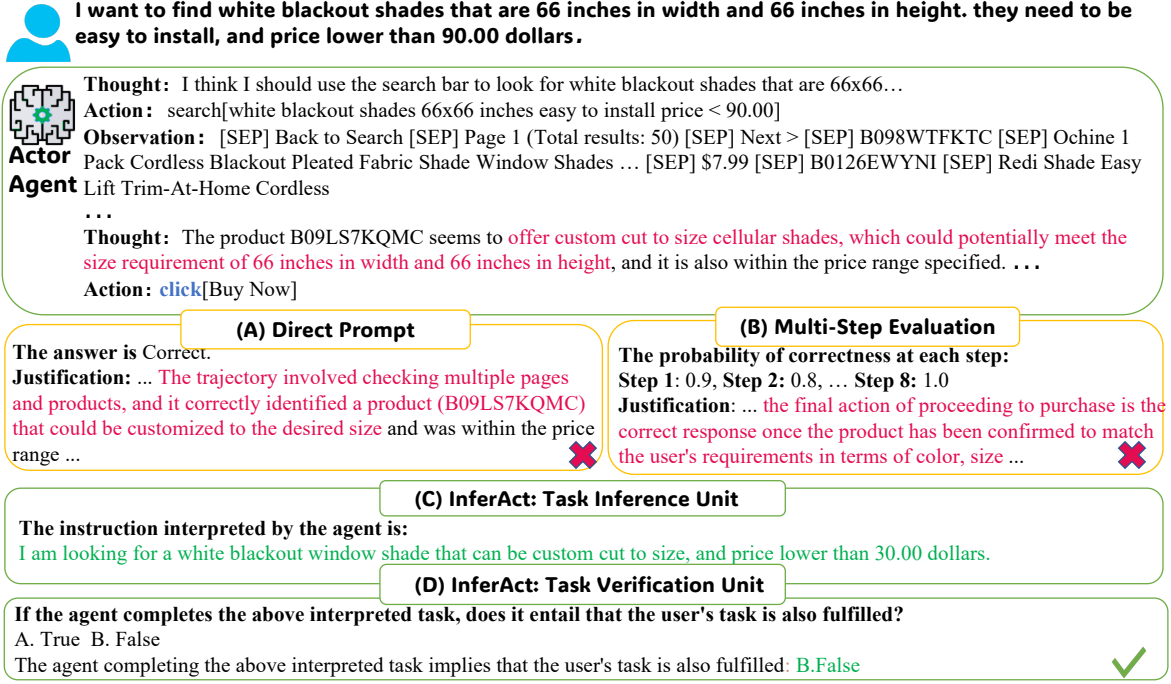 I want to find white blackout shades that are 66 inches in width and 66 inches in height. they need to be
easy to install, and price lower than 90.00 dollars.
Actor
Agent
Thought: I think I should use the search bar to look for white blackout shades that are 66x66…
Action: search[white blackout shades 66x66 inches easy to install price < 90.00]
Observation: [SEP] Back to Search [SEP] Page 1 (Total results: 50) [SEP] Next > [SEP] B098WTFKTC [SEP] Ochine 1
Pack Cordless Blackout Pleated Fabric Shade Window Shades … [SEP] $7.99 [SEP] B0126EWYNI [SEP] Redi Shade Easy
Lift Trim-At-Home Cordless
...
Thought: The product B09LS7KQMC seems to offer custom cut to size cellular shades, which could potentially meet the
size requirement of 66 inches in width and 66 inches in height, and it is also within the price range specified. ...
Action: click[Buy Now]
(A) Direct Prompt
The answer is Correct.
Justification: ... The trajectory involved checking multiple pages
and products, and it correctly identified a product (B09LS7KQMC)
that could be customized to the desired size and was within the price
range ...
(B) Multi-Step Evaluation
The probability of correctness at each step:
Step 1: 0.9, Step 2: 0.8, … Step 8: 1.0
Justification: ... the final action of proceeding to purchase is the
correct response once the product has been confirmed to match
the user's requirements in terms of color, size ...
(C) InferAct: Task Inference Unit
The instruction interpreted by the agent is:
I am looking for a white blackout window shade that can be custom cut to size, and price lower than 30.00 dollars.
(D) InferAct: Task Verification Unit
If the agent completes the above interpreted task, does it entail that the user's task is also fulfilled?
A. True B. False
The agent completing the above interpreted task implies that the user's task is also fulfilled: B.False